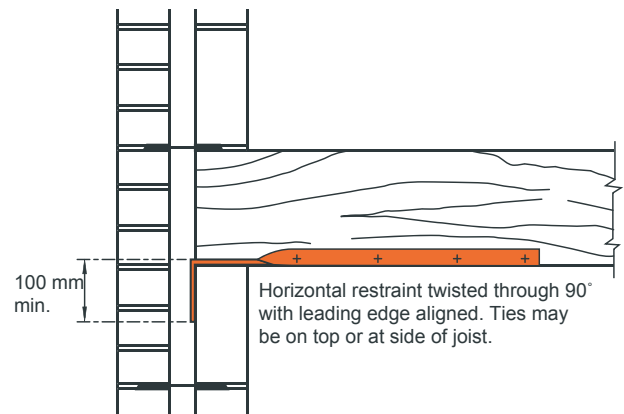 100 mm
min.
Horizontal restraint twisted through 90˚
with leading edge aligned. Ties may
be on top or at side of joist.